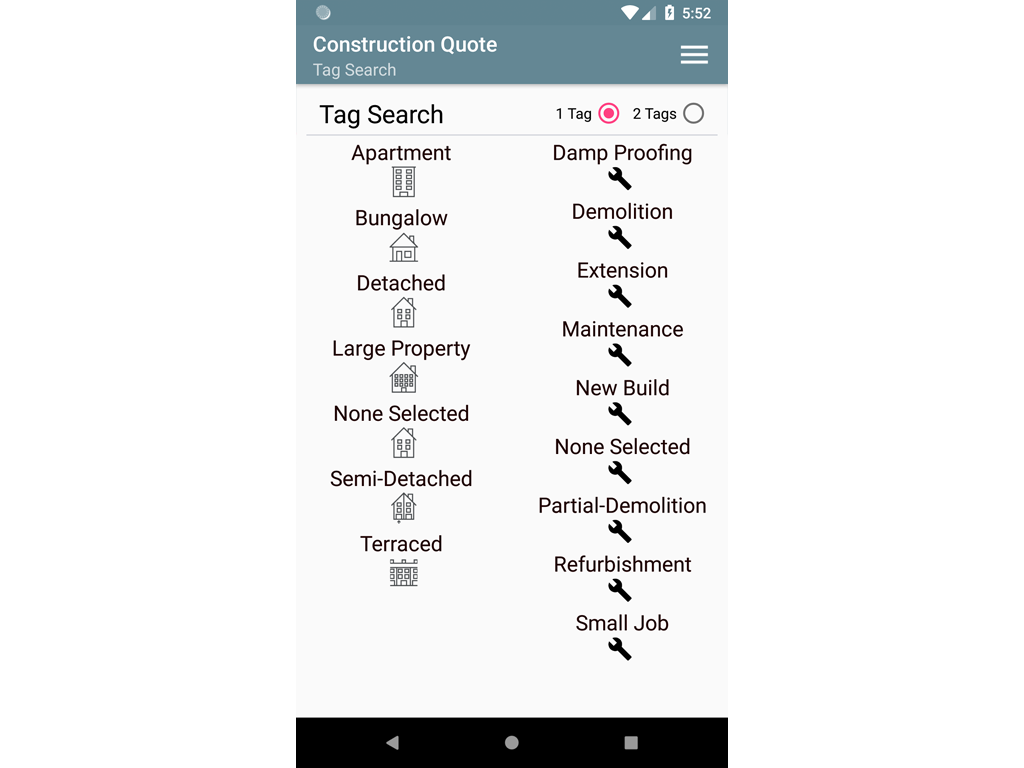 5:52
Construction Quote
Tag Search
Tag Search
1 Tag
2 Tags
Apartment
Bungalow
Detached
Large Property
None Selected
Semi-Detached
Terraced
Damp Proofing
Demolition
Extension
Maintenance
New Build
None Selected
Partial-Demolition
Refurbishment
Small Job